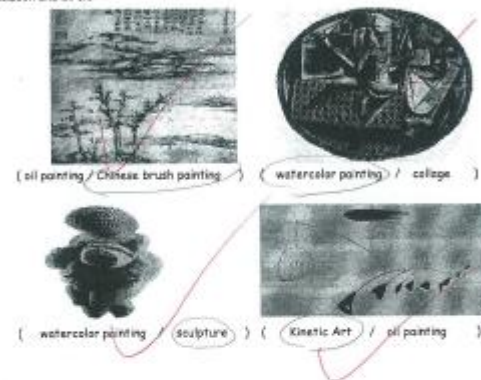 ( oil painting / Chinese brush painting ) ( watercolor painting / collage )
( watercolor painting / sculpture ) ( Kinetic Art / oil painting )